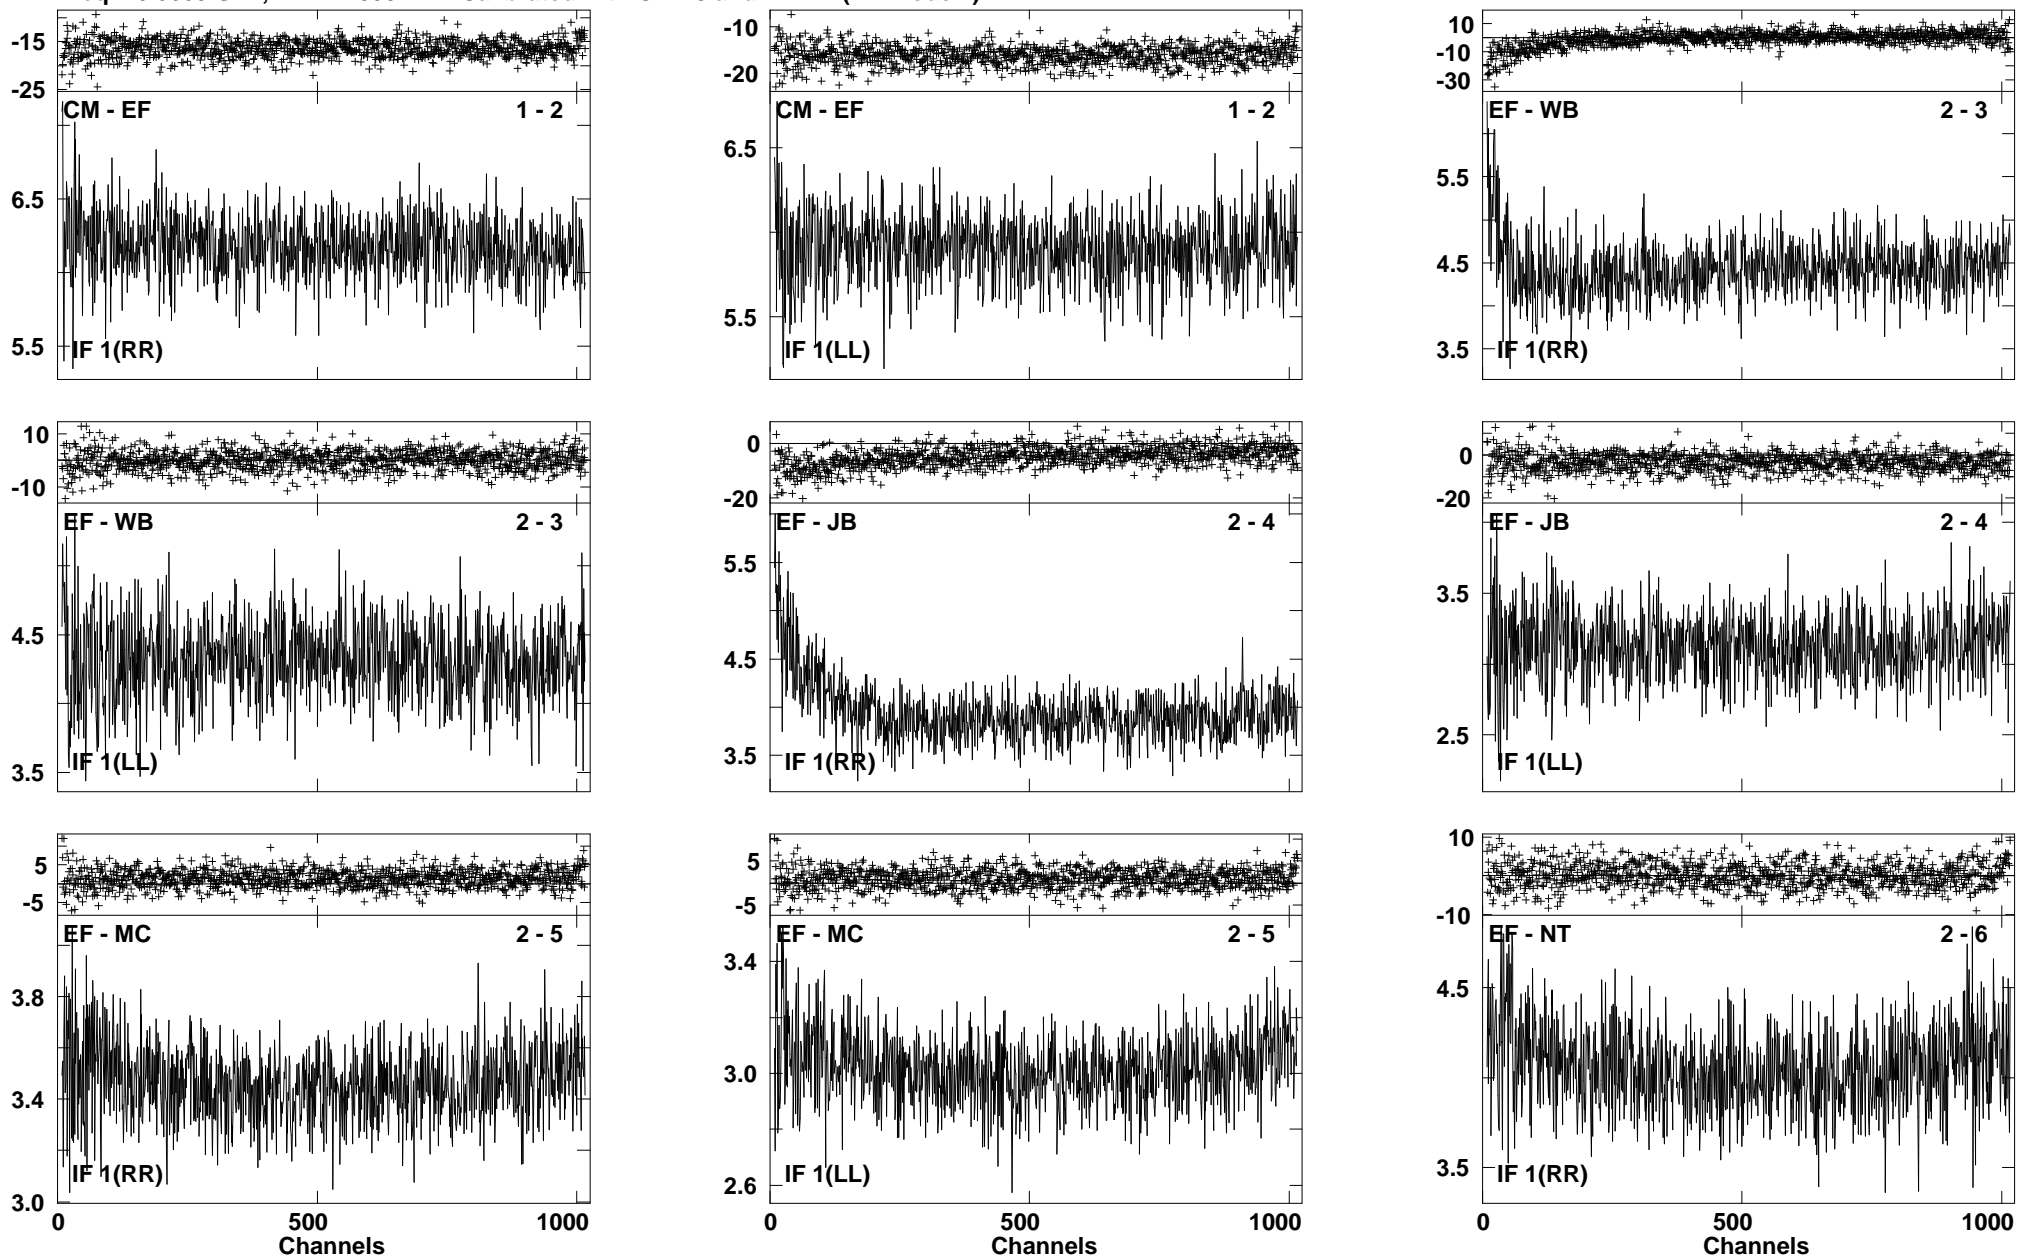 -15
-25
CM - EF 1 - 2
6.5
5.5
IF 1(RR)
-10
-20
CM - EF 1 - 2
6.5
5.5
IF 1(LL)
10
-10
-30
EF - WB 2 - 3
5.5
4.5
3.5
IF 1(RR)
10
-10
EF - WB 2 - 3
4.5
3.5
IF 1(LL)
0
-20
EF - JB 2 - 4
5.5
4.5
3.5
IF 1(RR)
0
-20
EF - JB 2 - 4
3.5
2.5
IF 1(LL)
5
-5
EF - MC 2 - 5
3.8
3.4
3.0
IF 1(RR)
0 500 1000
Channels
5
-5
EF - MC 2 - 5
3.4
3.0
2.6
IF 1(LL)
0 500 1000
Channels
10
-10
EF - NT 2 - 6
4.5
3.5
IF 1(RR)
0 500 1000
Channels